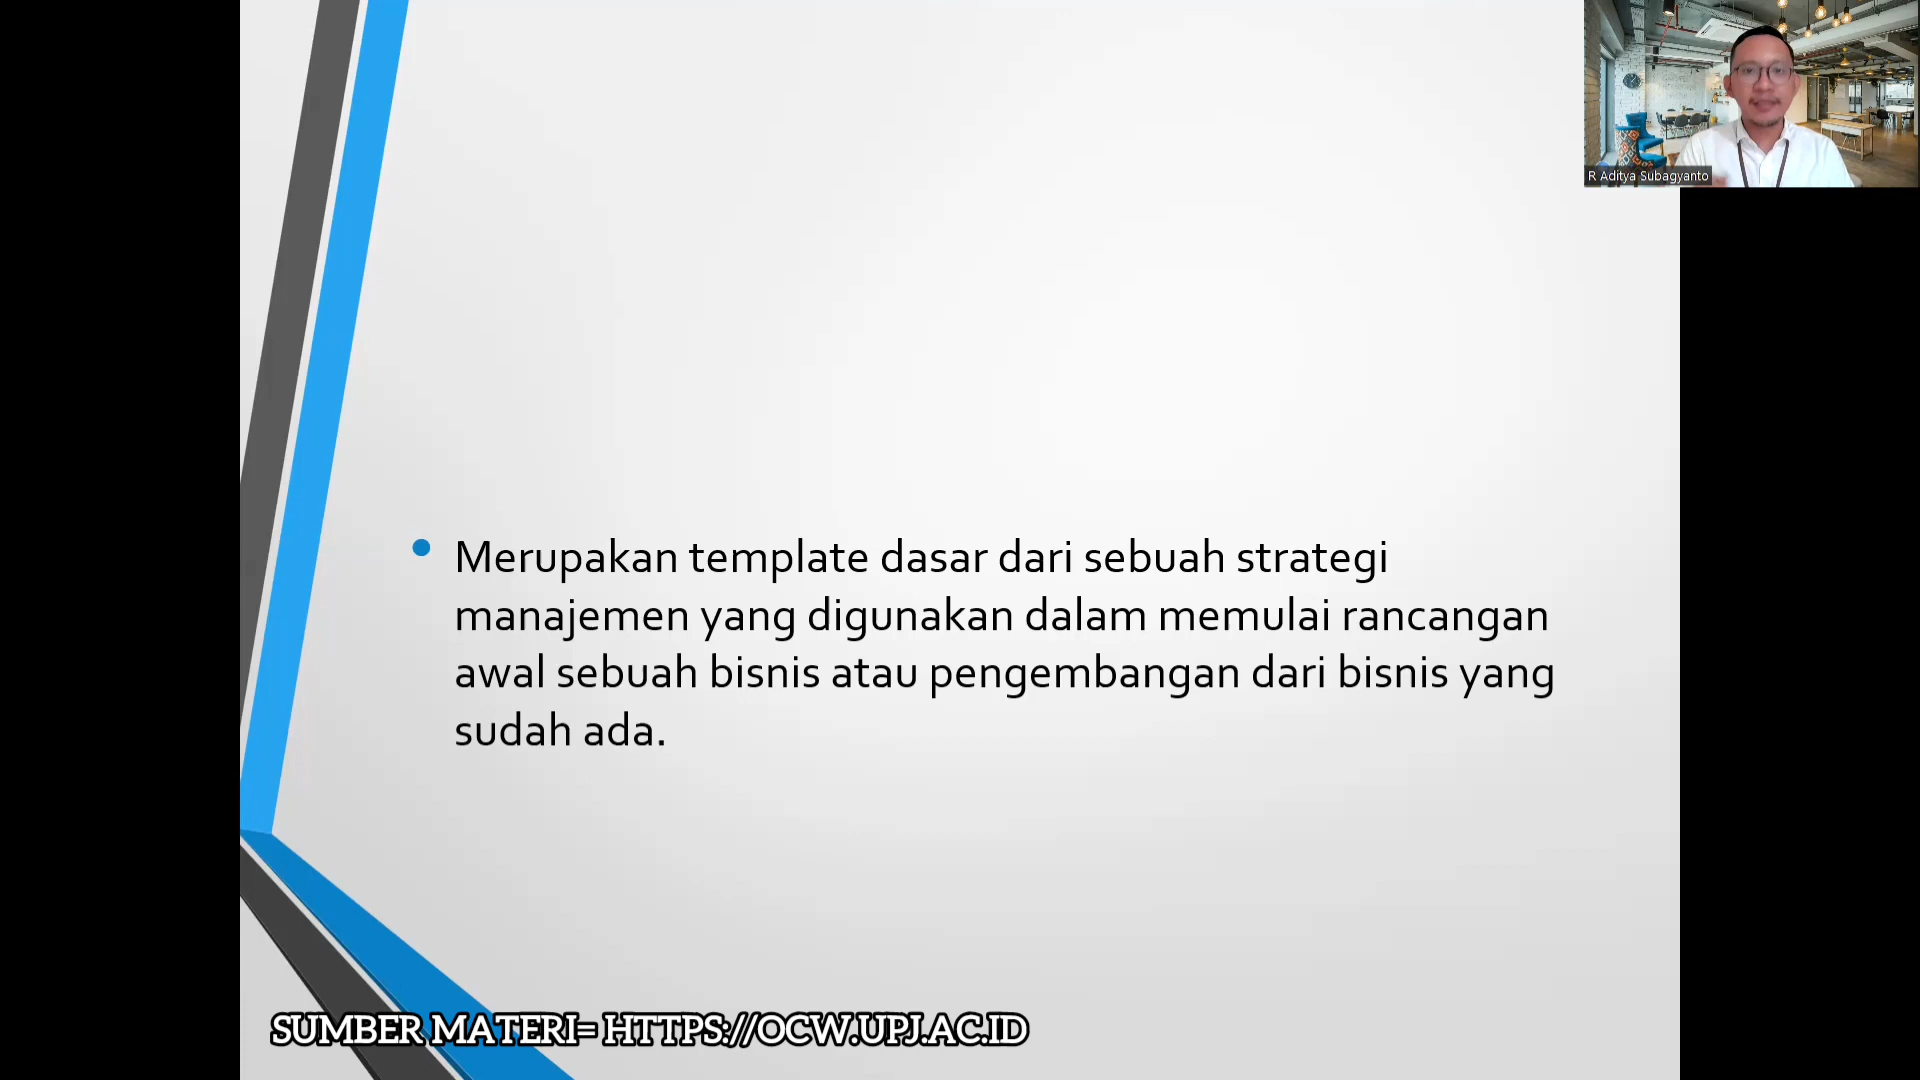 R Aditya Subagyanto
• Merupakan template dasar dari sebuah strategi
manajemen yang digunakan dalam memulai rancangan
awal sebuah bisnis atau pengembangan dari bisnis yang
sudah ada.
SUMBER MATERI= HTTPS://OCW.UPJ.AC.ID